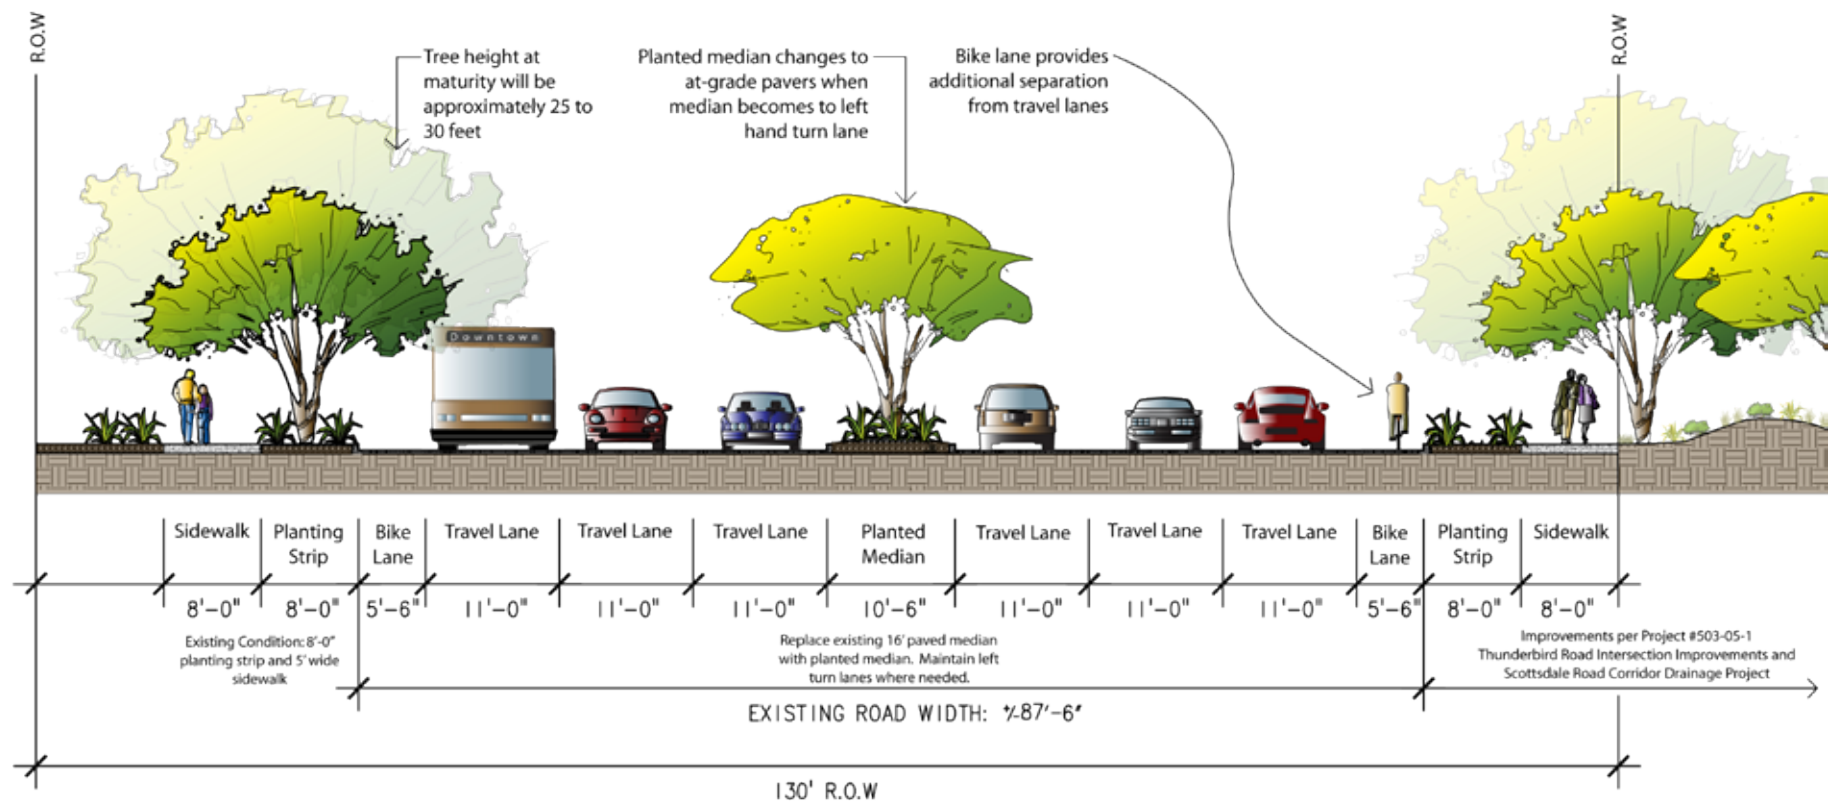 R.O.W
R.O.W
Tree height at
maturity will be
approximately 25 to
30 feet
Planted median changes to
at-grade pavers when
median becomes to left
hand turn lane
Bike lane provides
additional separation
from travel lanes
Downtown
Sidewalk
Planting
Strip
Bike
Lane
Travel Lane
Travel Lane
Travel Lane
Planted
Median
Travel Lane
Travel Lane
Travel Lane
Bike
Lane
Planting
Strip
Sidewalk
8'-0"
8'-0"
5'-6"
11'-0"
11'-0"
11'-0"
10'-6"
11'-0"
11'-0"
11'-0"
5'-6"
8'-0"
8'-0"
Existing Condition: 8'-0"
planting strip and 5' wide
sidewalk
Replace existing 16' paved median
with planted median. Maintain left
turn lanes where needed.
Improvements per Project #503-05-1
Thunderbird Road Intersection Improvements and
Scottsdale Road Corridor Drainage Project
EXISTING ROAD WIDTH: +/-87'-6"
130' R.O.W